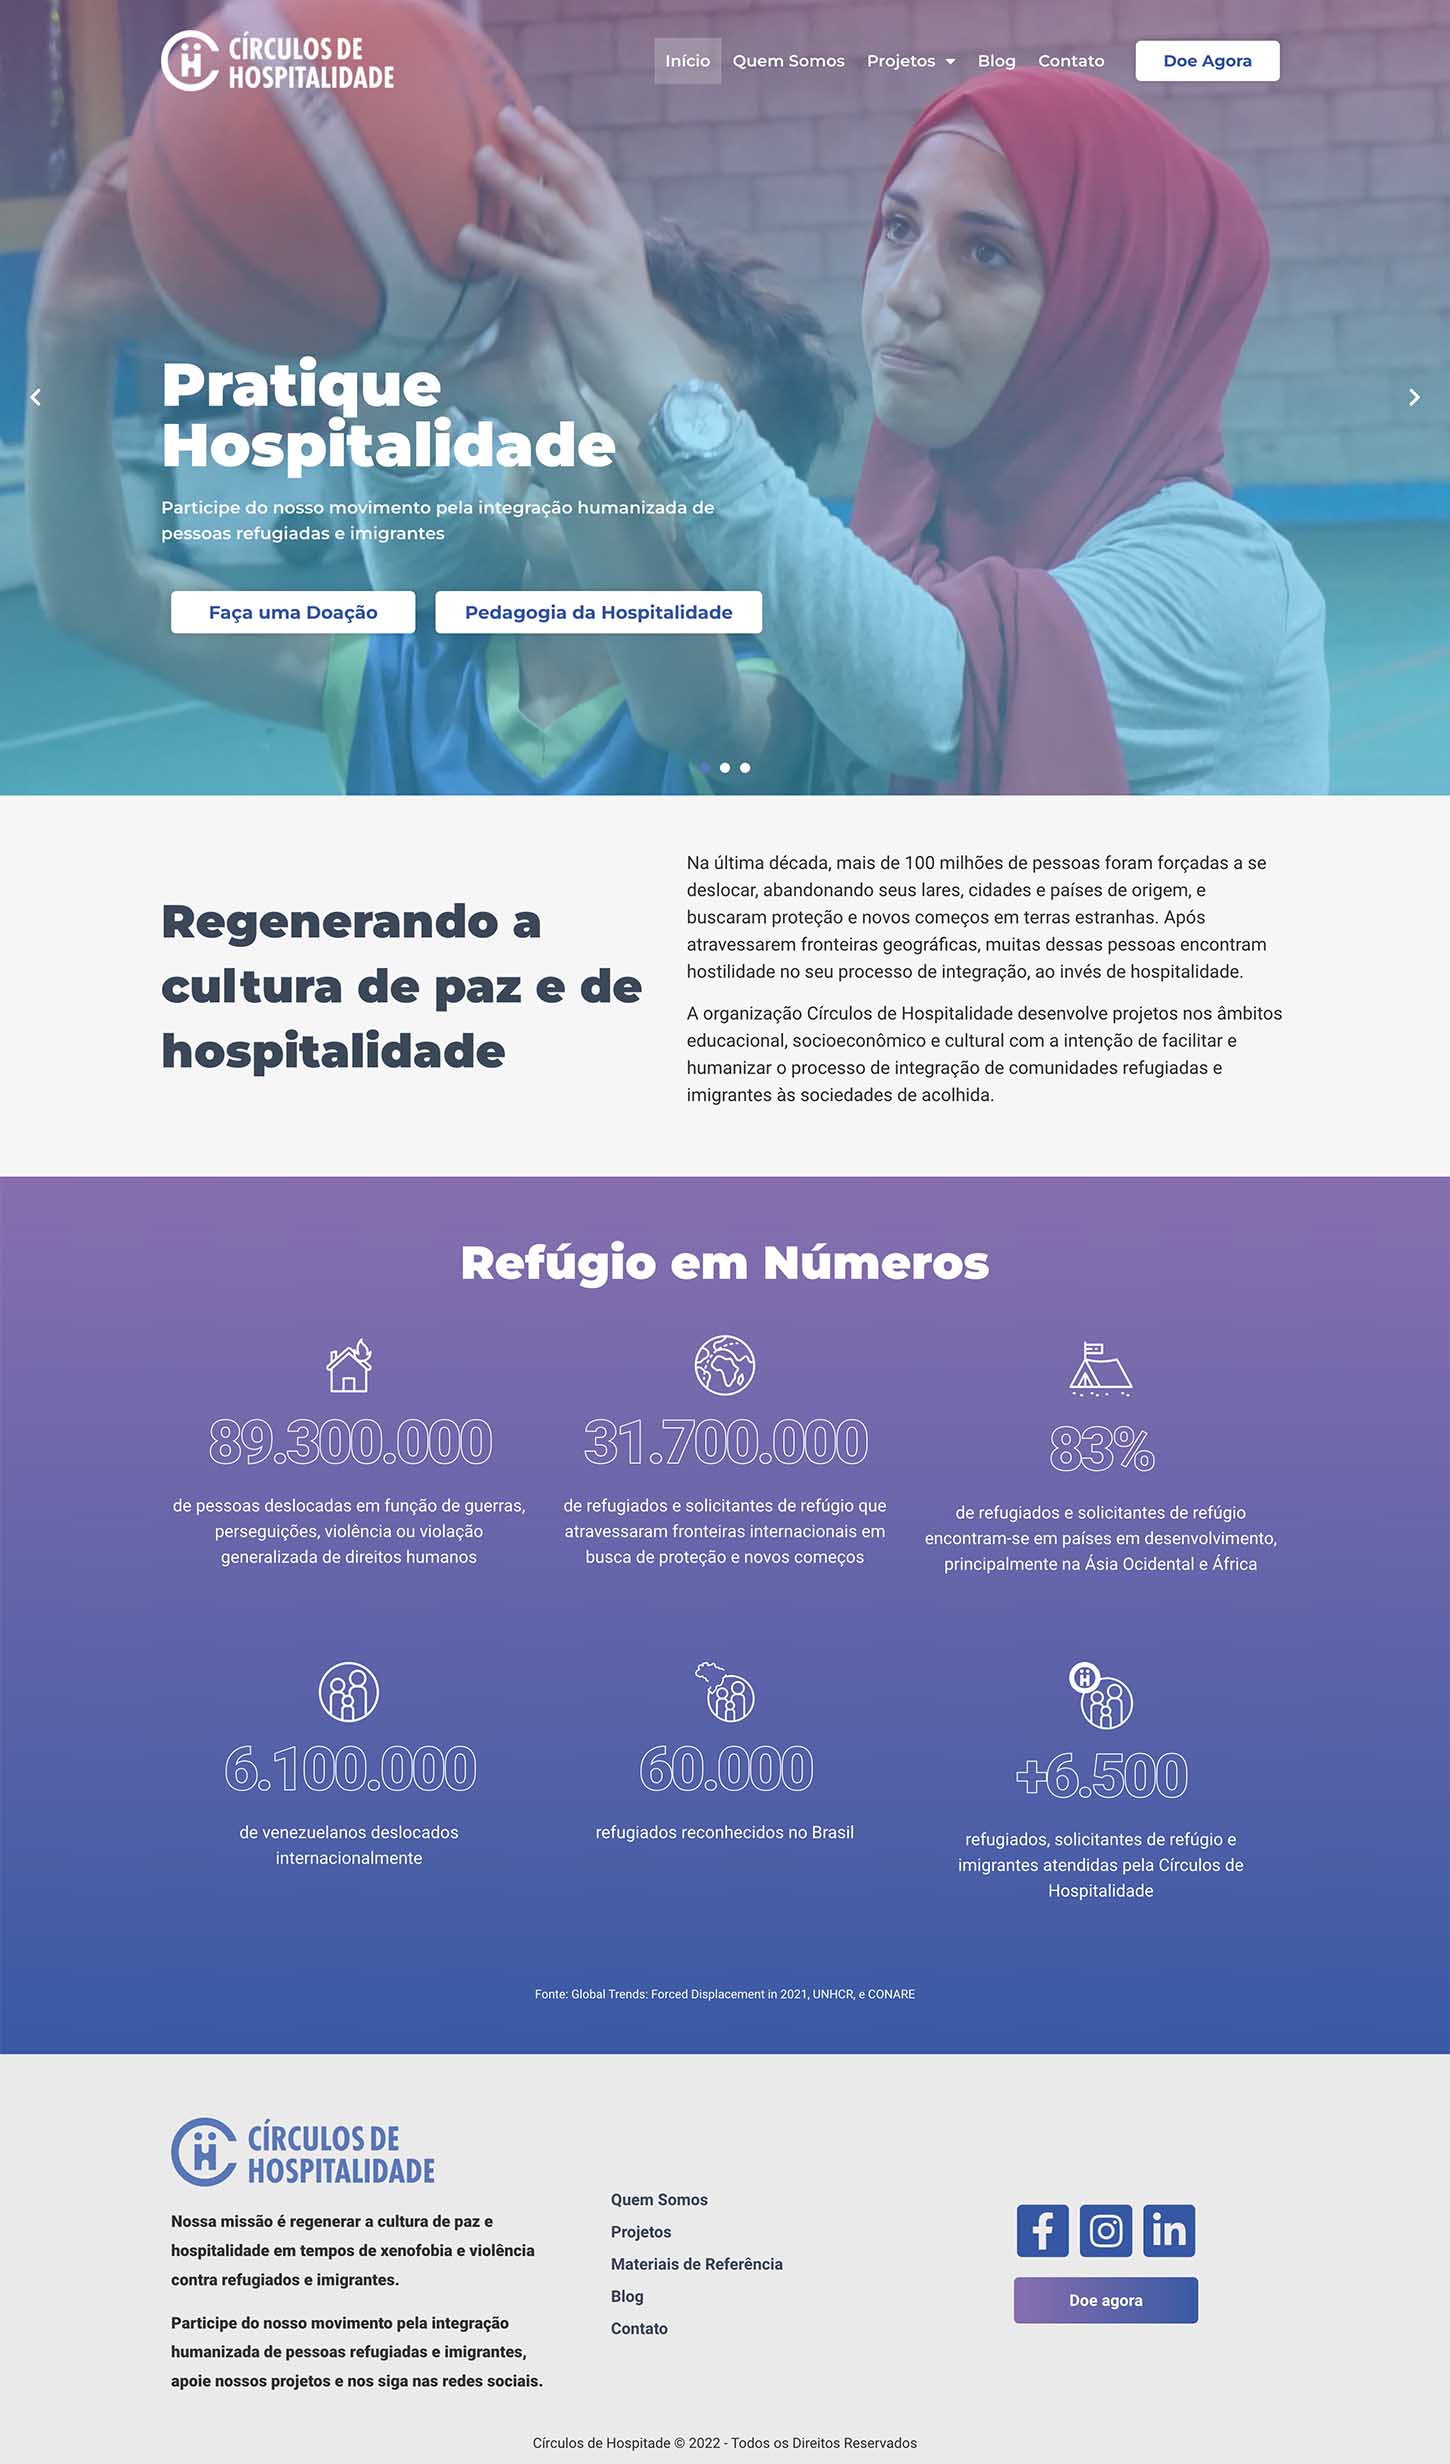 CÍRCULOS DE
HOSPITALIDADE
Início Quem Somos Projetos Blog Contato Doe Agora
Pratique
Hospitalidade
Participe do nosso movimento pela integração humanizada de
pessoas refugiadas e imigrantes
Faça uma Doação Pedagogia da Hospitalidade
Regenerando a
cultura de paz e de
hospitalidade
Na última década, mais de 100 milhões de pessoas foram forçadas a se
deslocar, abandonando seus lares, cidades e países de origem, e
buscaram proteção e novos começos em terras estranhas. Após
atravessarem fronteiras geográficas, muitas dessas pessoas encontram
hostilidade no seu processo de integração, ao invés de hospitalidade.
A organização Círculos de Hospitalidade desenvolve projetos nos âmbitos
educacional, socioeconômico e cultural com a intenção de facilitar e
humanizar o processo de integração de comunidades refugiadas e
imigrantes às sociedades de acolhida.
Refúgio em Números
89.300.000
de pessoas deslocadas em função de guerras,
perseguições, violência ou violação
generalizada de direitos humanos
31.700.000
de refugiados e solicitantes de refúgio que
atravessaram fronteiras internacionais em
busca de proteção e novos começos
83%
de refugiados e solicitantes de refúgio
encontram-se em países em desenvolvimento,
principalmente na Ásia Ocidental e África
6.100.000
de venezuelanos deslocados
internacionalmente
60.000
refugiados reconhecidos no Brasil
+6.500
refugiados, solicitantes de refúgio e
imigrantes atendidas pela Círculos de
Hospitalidade
Fonte: Global Trends: Forced Displacement in 2021, UNHCR, e CONARE
CÍRCULOS DE
HOSPITALIDADE
Nossa missão é regenerar a cultura de paz e
hospitalidade em tempos de xenofobia e violência
contra refugiados e imigrantes.
Participe do nosso movimento pela integração
humanizada de pessoas refugiadas e imigrantes,
apoie nossos projetos e nos siga nas redes sociais.
Quem Somos
Projetos
Materiais de Referência
Blog
Contato
Doe agora
Círculos de Hospitade © 2022 - Todos os Direitos Reservados